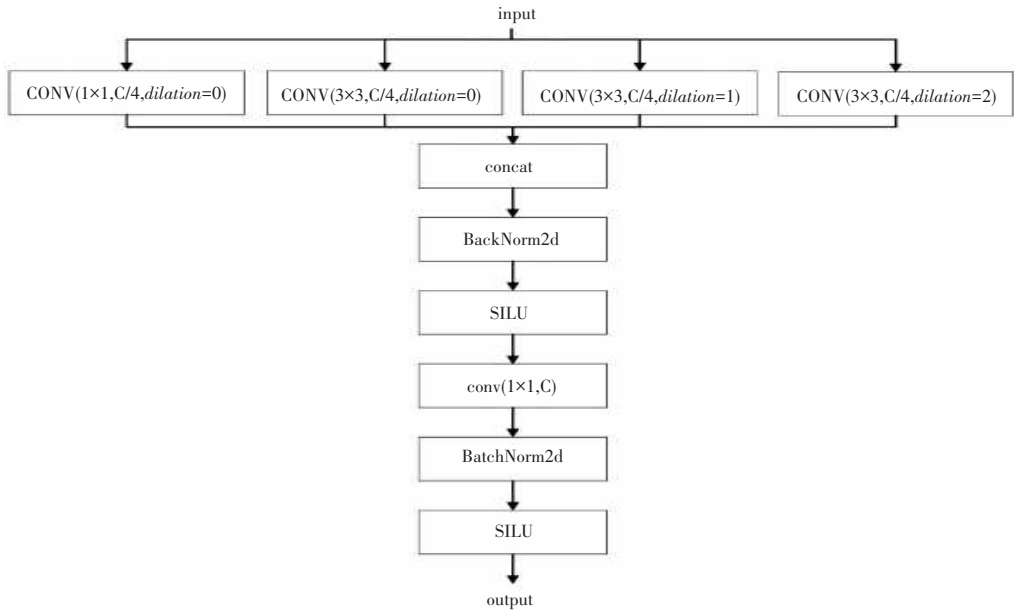 input
CONV(1×1,C/4,dilation=0)
CONV(3×3,C/4,dilation=0)
CONV(3×3,C/4,dilation=1)
CONV(3×3,C/4,dilation=2)
concat
BackNorm2d
SILU
conv(1×1,C)
BatchNorm2d
SILU
output